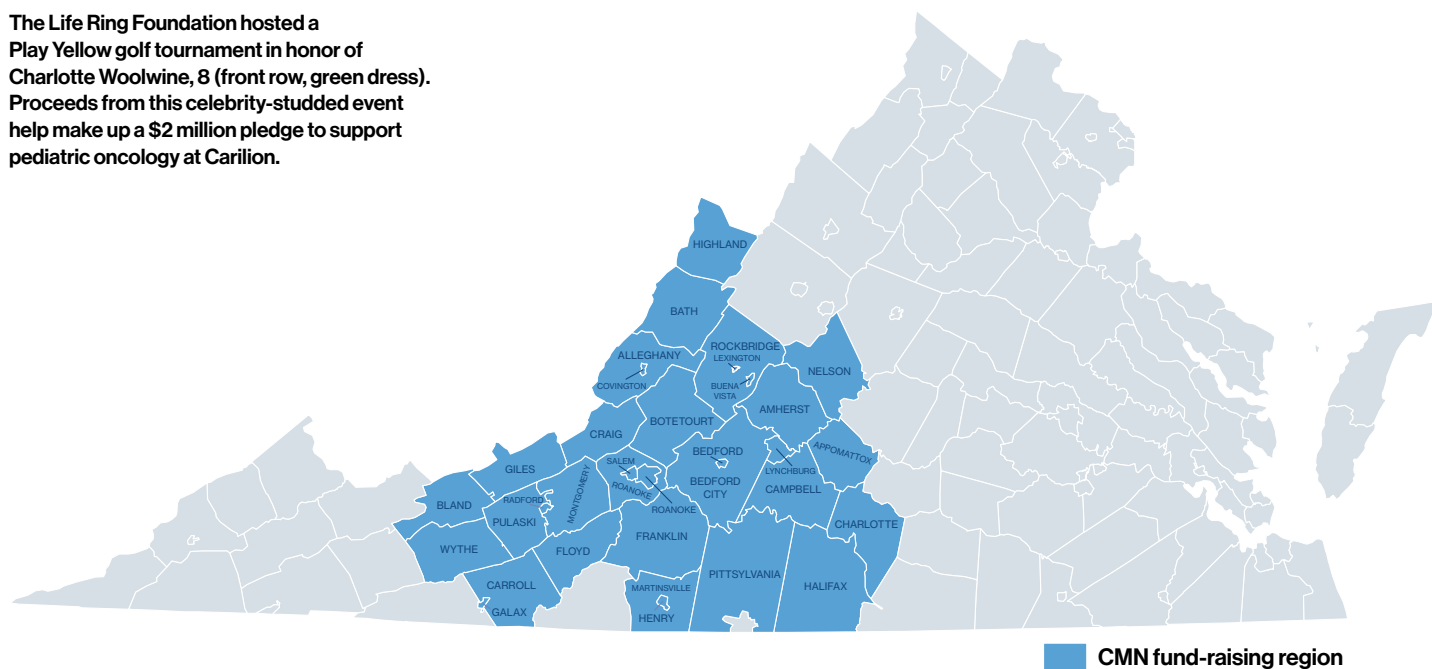 The Life Ring Foundation hosted a
Play Yellow golf tournament in honor of
Charlotte Woolwine, 8 (front row, green dress).
Proceeds from this celebrity-studded event
help make up a $2 million pledge to support
pediatric oncology at Carilion.
HIGHLAND
BATH
ROCKBRIDGE
ALLEGHANY
LEXINGTON
NELSON
COVINGTON
BUENA
VISTA
AMHERST
BOTETOURT
CRAIG
BEDFORD
APPOMATTOX
SALEM
GILES
LYNCHBURG
BEDFORD
CITY
CAMPBELL
ROANOKE
MONTGOMERY
RADFORD
BLAND
ROANOKE
PULASKI
CHARLOTTE
FRANKLIN
WYTHE
FLOYD
PITTSYLVANIA
CARROLL
MARTINSVILLE
HALIFAX
GALAX
HENRY
CMN fund-raising region